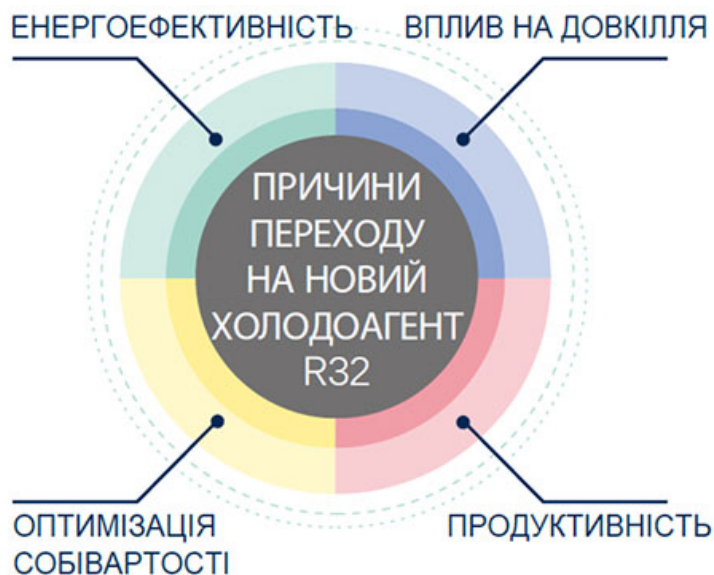 ЕНЕРГОЕФЕКТИВНІСТЬ
ВПЛИВ НА ДОВКІЛЛЯ
ПРИЧИНИ
ПЕРЕХОДУ
НА НОВИЙ
ХОЛОДОАГЕНТ
R32
ОПТИМІЗАЦІЯ
СОБІВАРТОСТІ
ПРОДУКТИВНІСТЬ